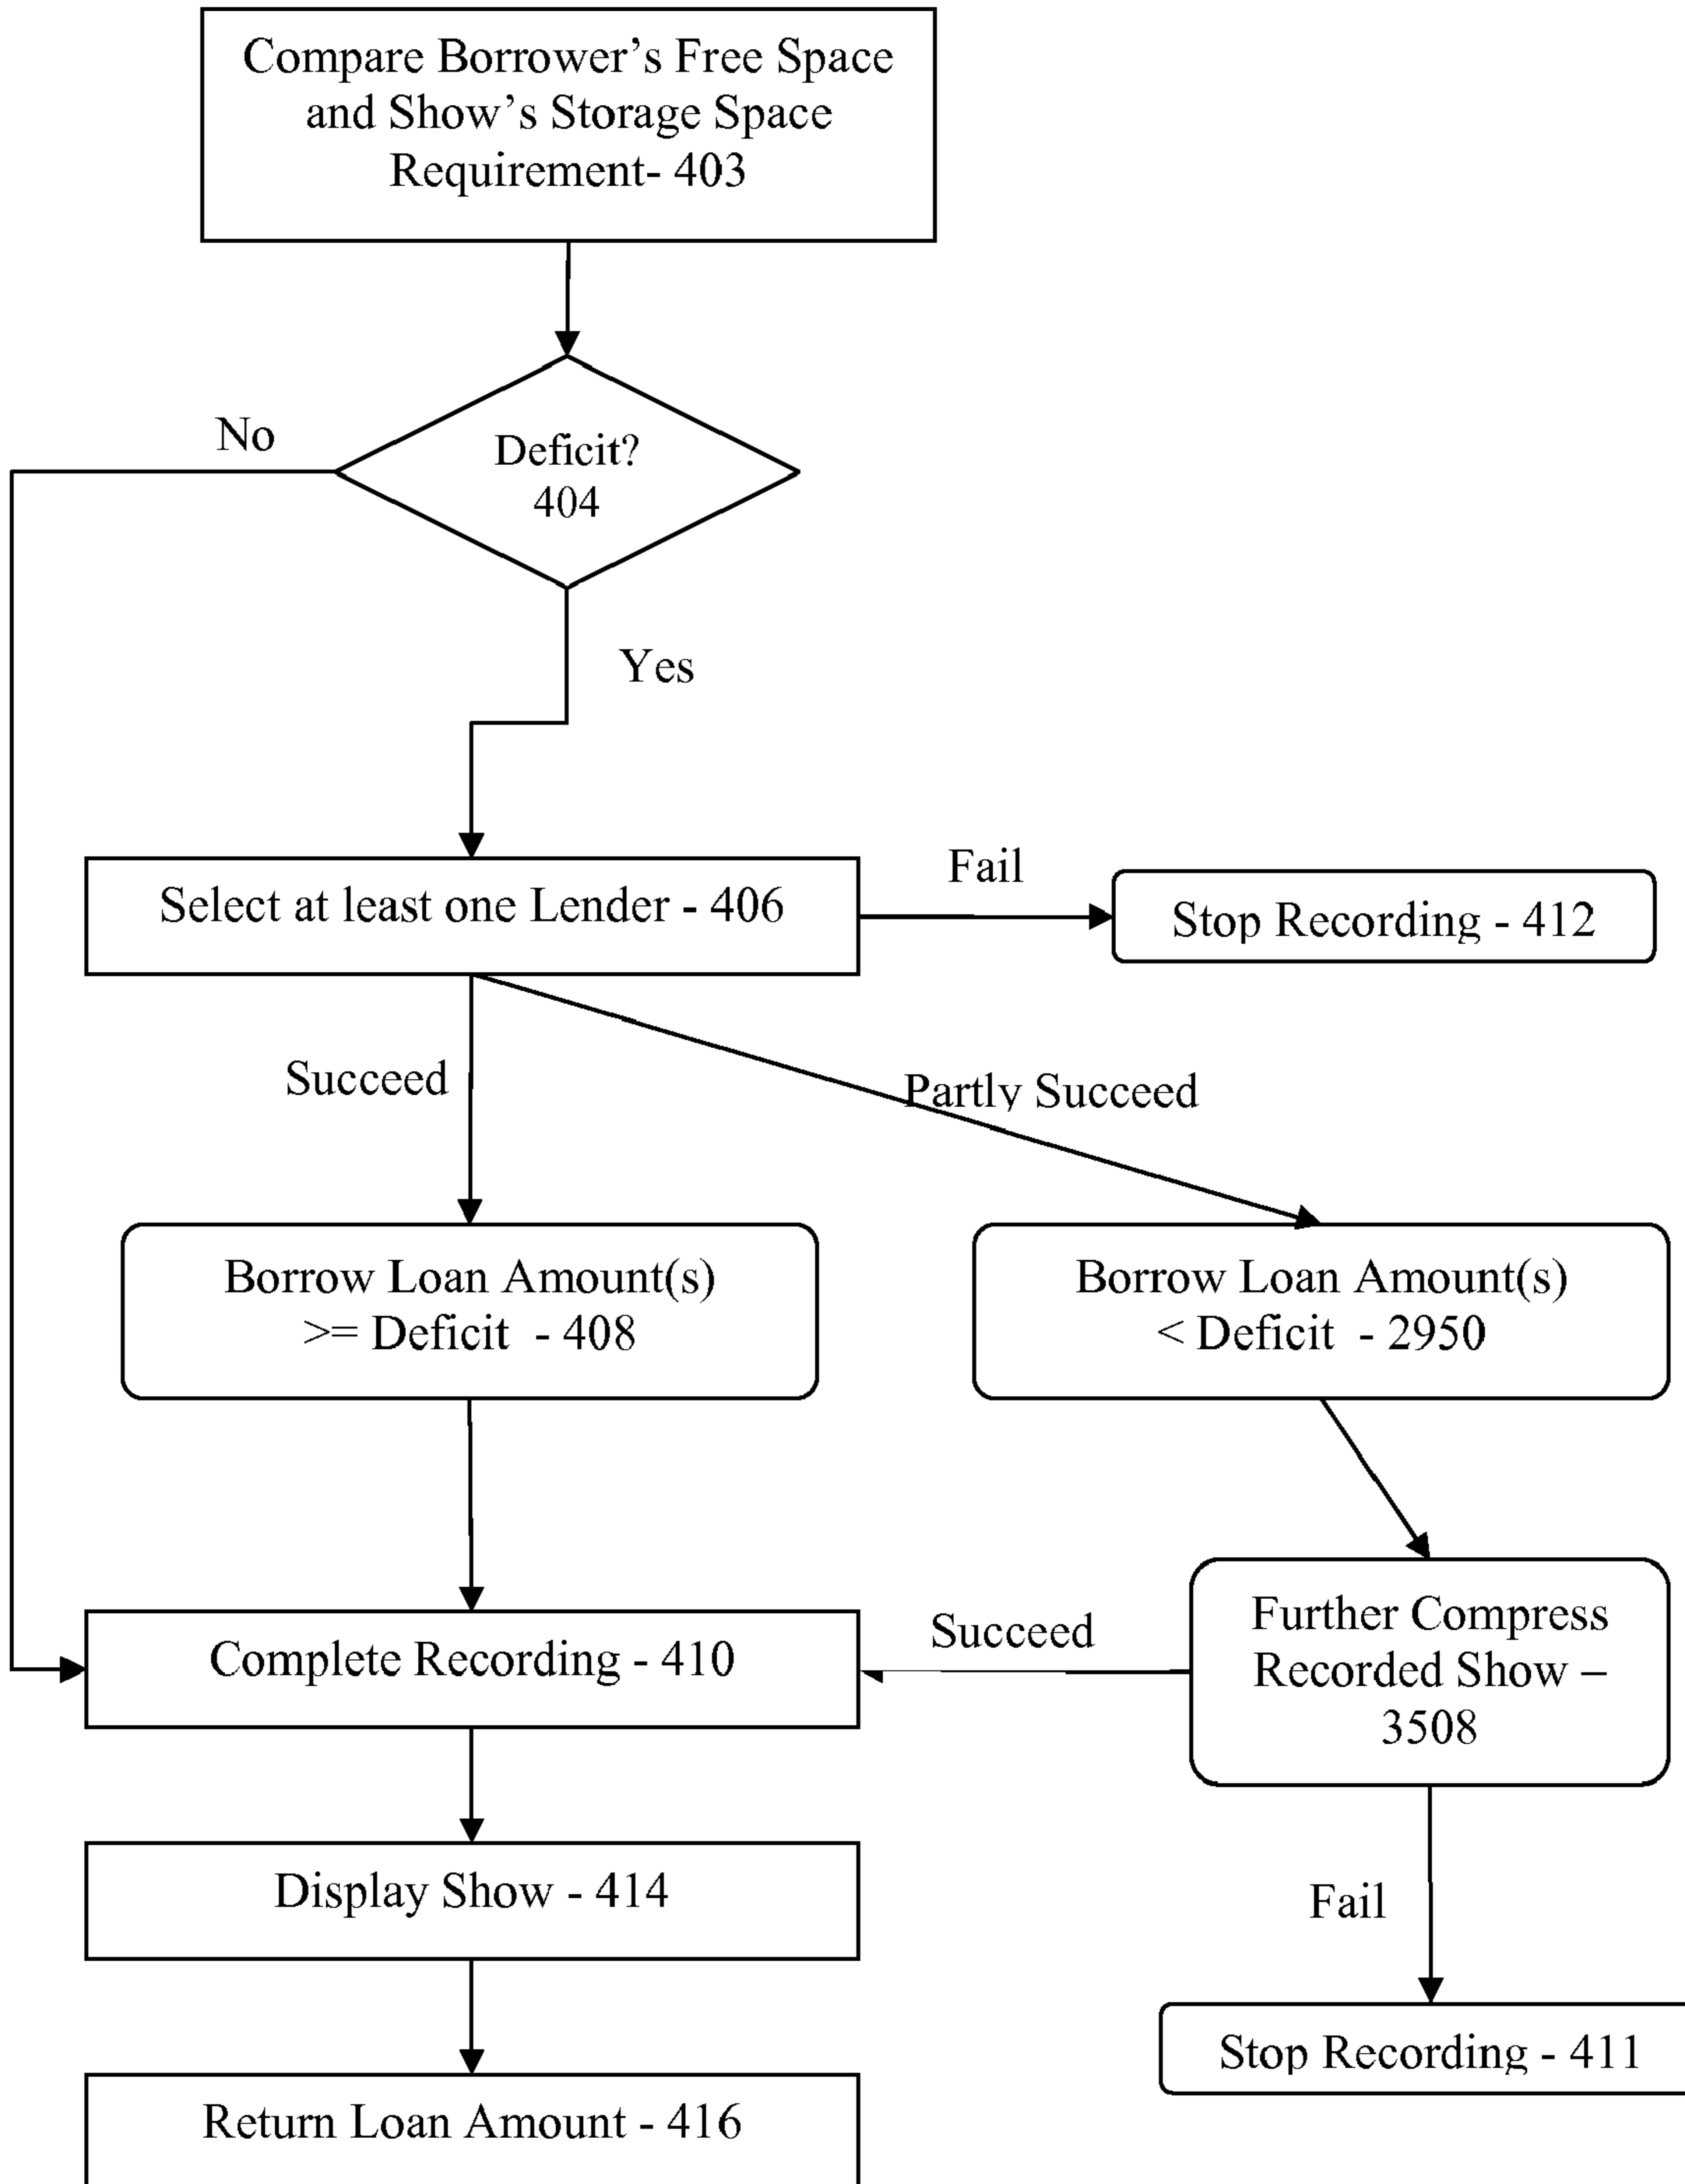 Compare Borrower’s Free Space
and Show’s Storage Space
Requirement- 403
No
Deficit?
404
Yes
Select at least one Lender - 406
Fail
Stop Recording - 412
Succeed
Partly Succeed
Borrow Loan Amount(s)
>= Deficit - 408
Borrow Loan Amount(s)
< Deficit - 2950
Complete Recording - 410
Succeed
Further Compress
Recorded Show –
3508
Display Show - 414
Fail
Stop Recording - 411
Return Loan Amount - 416